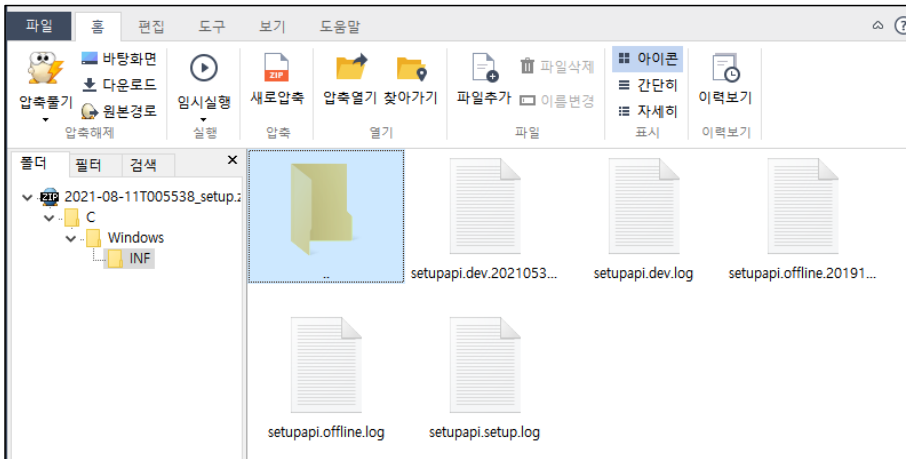 파일 홈 편집 도구 보기 도움말
압축풀기
바탕화면
다운로드
원본경로
압축해제
임시실행
실행
ZIP
새로압축
압축
압축열기 찾아가기
열기
파일추가
파일삭제
이름변경
파일
아이콘
간단히
자세히
표시
이력보기
이력보기
폴더 필터 검색
ZIP 2021-08-11T005538_setup.z
C
Windows
INF
..
setupapi.dev.2021053...
setupapi.dev.log
setupapi.offline.20191...
setupapi.offline.log
setupapi.setup.log